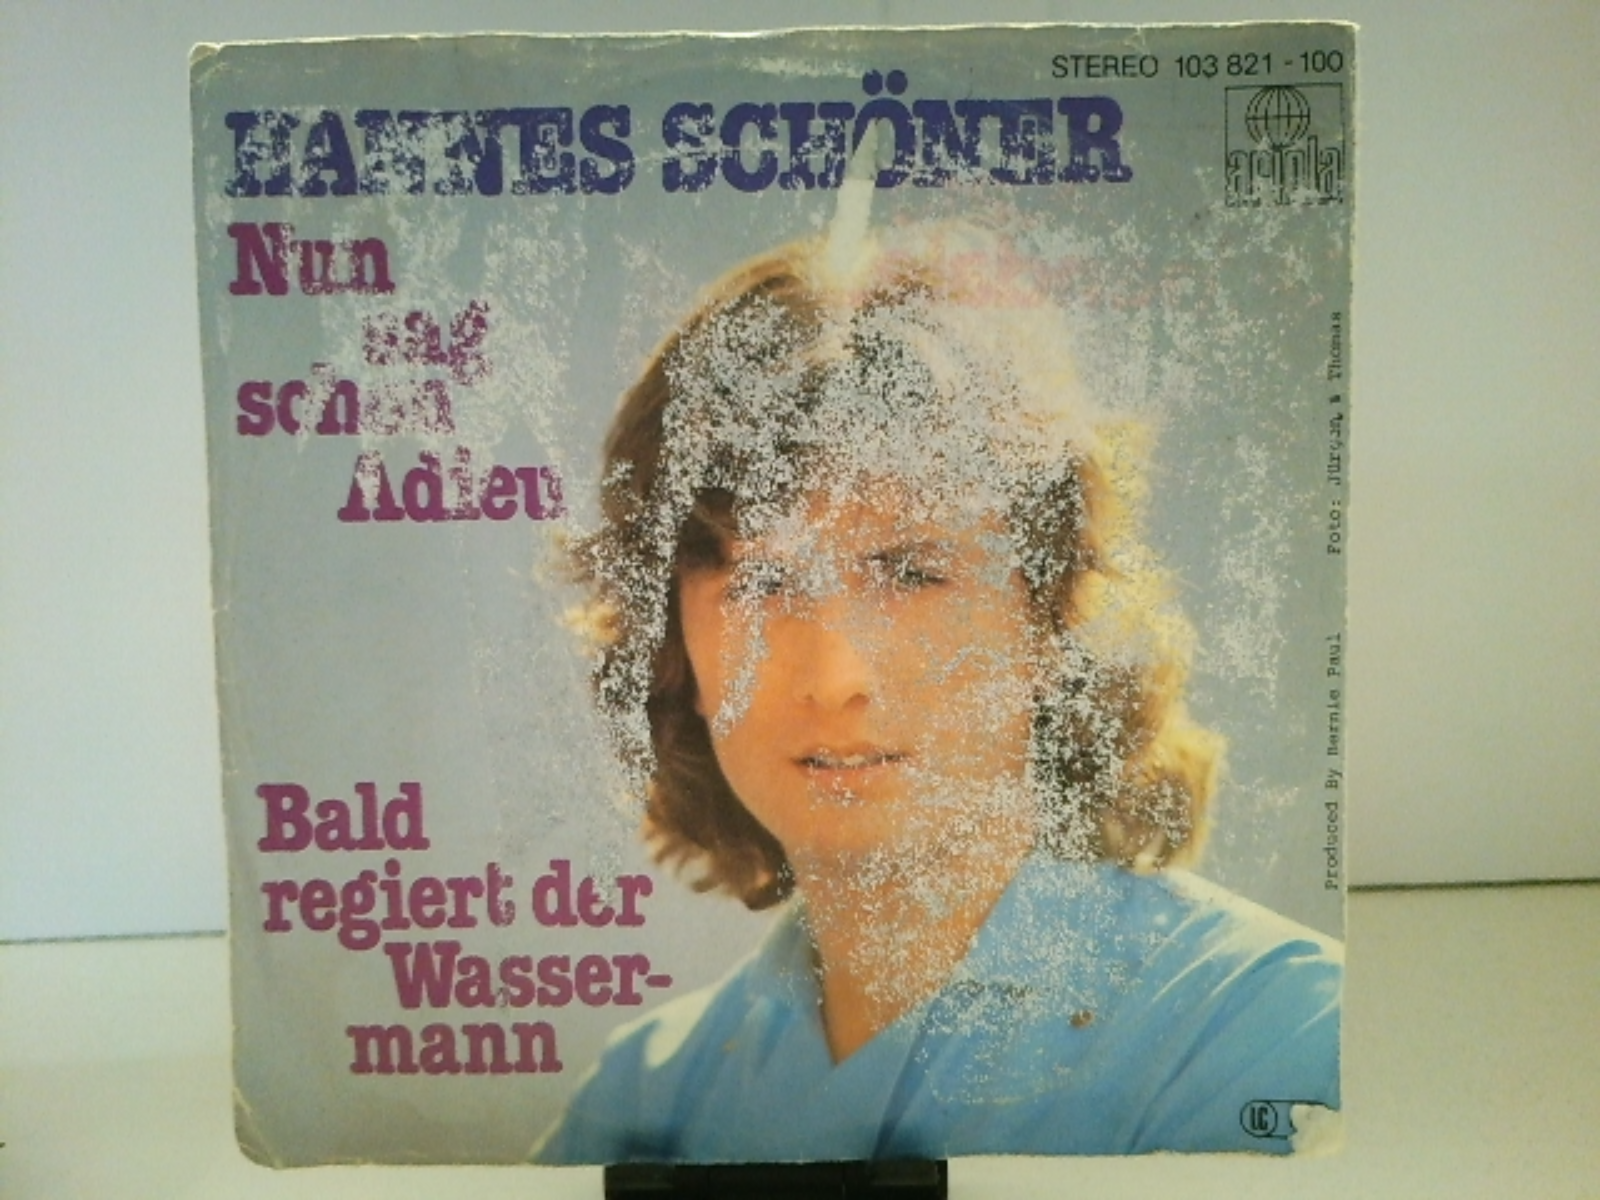 STEREO 103 821 - 100
HANNES SCHÖNER
ariola
Nun
sag
schon
Adieu
Bald
regiert der
Wasser-
mann
Foto: Jürgen & Thomas
Produced By Bernie Paul
LC